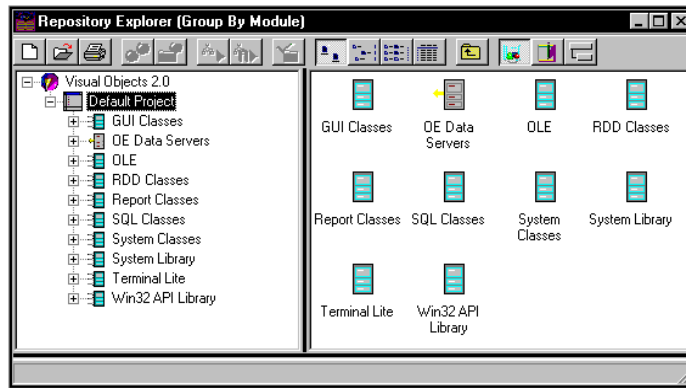 Repository Explorer (Group By Module)
Visual Objects 2.0
Default Project
GUI Classes
OE Data Servers
OLE
RDD Classes
Report Classes
SQL Classes
System Classes
System Library
Terminal Lite
Win32 API Library
GUI Classes
OE Data
Servers
OLE
RDD Classes
Report Classes
SQL Classes
System
Classes
System Library
Terminal Lite
Win32 API
Library